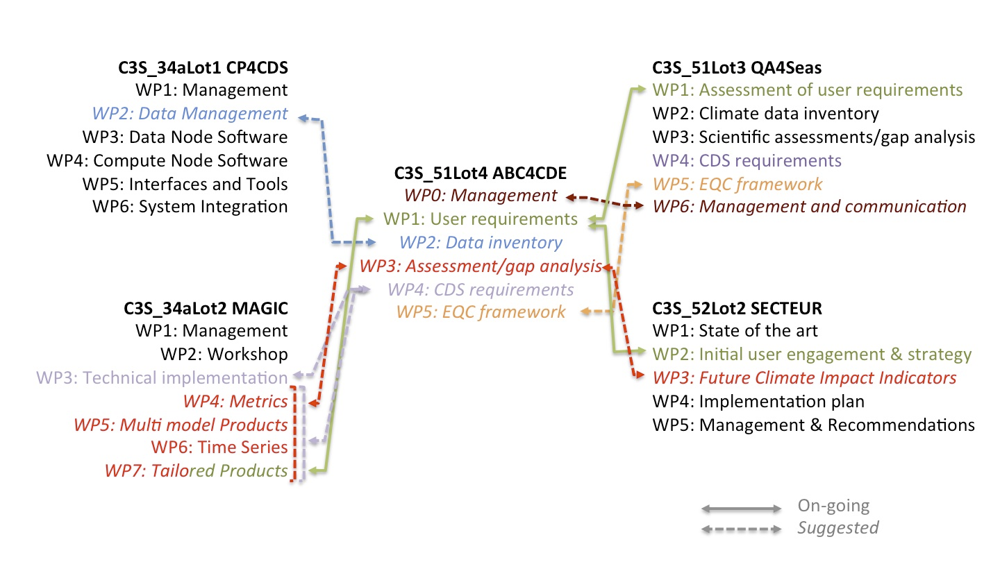 C3S_34aLot1 CP4CDS
WP1: Management
WP2: Data Management
WP3: Data Node Software
WP4: Compute Node Software
WP5: Interfaces and Tools
WP6: System Integration
C3S_34aLot2 MAGIC
WP1: Management
WP2: Workshop
WP3: Technical implementation
WP4: Metrics
WP5: Multi model Products
WP6: Time Series
WP7: Tailored Products
C3S_51Lot4 ABC4CDE
WP0: Management
WP1: User requirements
WP2: Data inventory
WP3: Assessment/gap analysis
WP4: CDS requirements
WP5: EQC framework
C3S_51Lot3 QA4Seas
WP1: Assessment of user requirements
WP2: Climate data inventory
WP3: Scientific assessments/gap analysis
WP4: CDS requirements
WP5: EQC framework
WP6: Management and communication
C3S_52Lot2 SECTEUR
WP1: State of the art
WP2: Initial user engagement & strategy
WP3: Future Climate Impact Indicators
WP4: Implementation plan
WP5: Management & Recommendations
On-going
Suggested